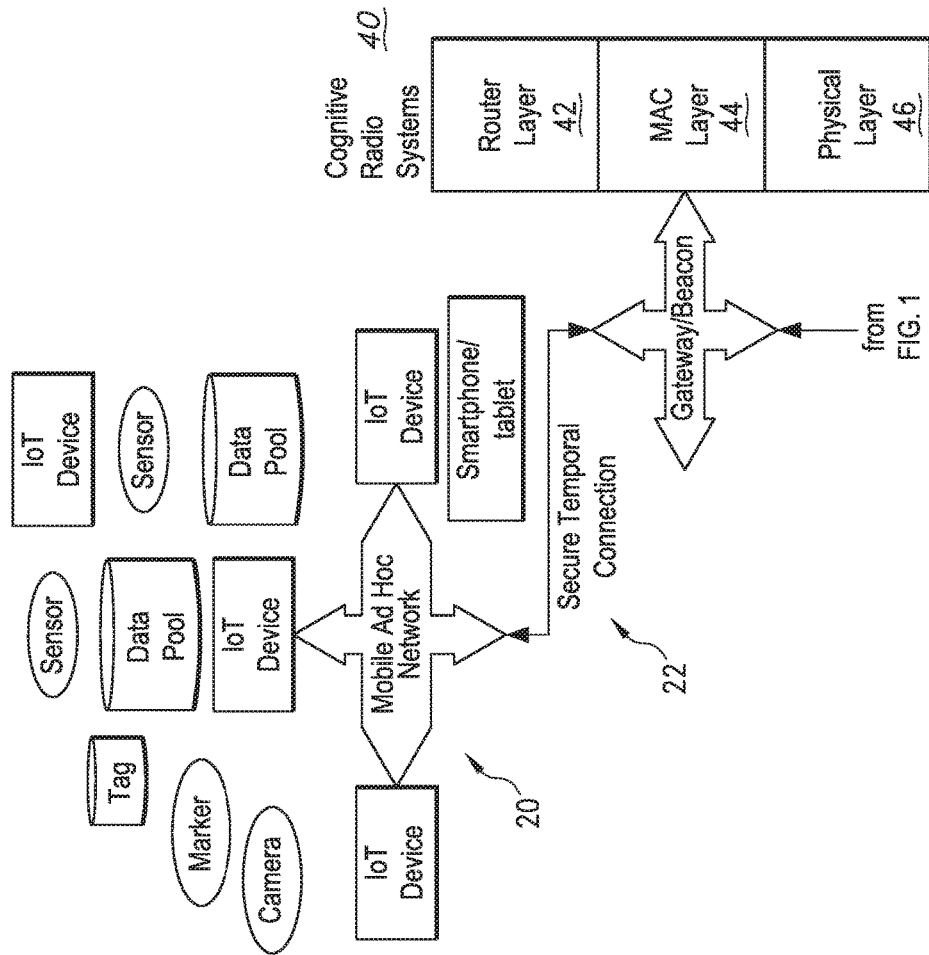 IoT
Device
Sensor
Tag
Sensor
Data
Pool
Marker
Data
Pool
IoT
Device
Camera
IoT
Device
Mobile Ad Hoc
Network
IoT
Device
Smartphone/
tablet
20
Secure Temporal
Connection
22
Cognitive
Radio
Systems
40
Gateway/Beacon
Router
Layer
42
MAC
Layer
44
Physical
Layer
46
from
FIG. 1